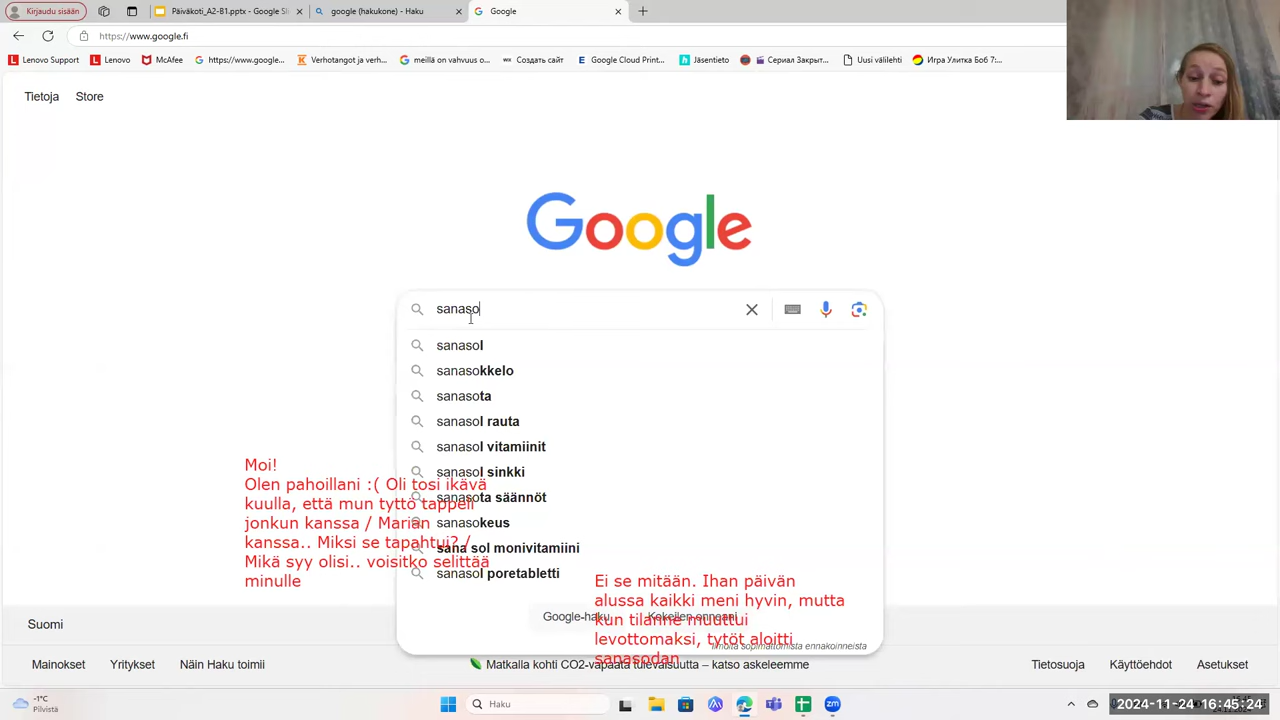 Kirjaudu sisään
Päiväkoti_A2-B1.pptx - Google Sl
google (hakukone) - Haku
Google
https://www.google.fi
Lenovo Support
Lenovo
McAfee
https://www.google...
Verhotangot ja verh...
meillä on vahvuus o...
Создать сайт
Google Cloud Print...
Jäsentieto
Сериал Закрыт...
Uusi välilehti
Игра Улитка Боб 7:...
Tietoja
Store
Google
sanaso
sanasol
sanasokkelo
sanasota
sanasol rauta
sanasol vitamiinit
sanasol sinkki
sanasota säännöt
sanasokeus
sana sol monivitamiini
sanasol poretabletti
Moi!
Olen pahoillani :( Oli tosi ikävä
kuulla, että mun tyttö tappeli
jonkun kanssa / Marian
kanssa.. Miksi se tapahtui? /
Mikä syy olisi.. voisitko selittää
minulle
Ei se mitään. Ihan päivän
alussa kaikki meni hyvin, mutta
kun tilanne muuttui
levottomaksi, tytöt aloitti
sanasodan
Google-haku
Kokeilen onneani
Ilmoita sopimattomista ennakoinneista
Suomi
Mainokset
Yritykset
Näin Haku toimii
Matkalla kohti CO2-vapaata tulevaisuutta – katso askeleemme
Tietosuoja
Käyttöehdot
Asetukset
-1°C
Pilvistä
Haku
2024-11-24 16:45:24